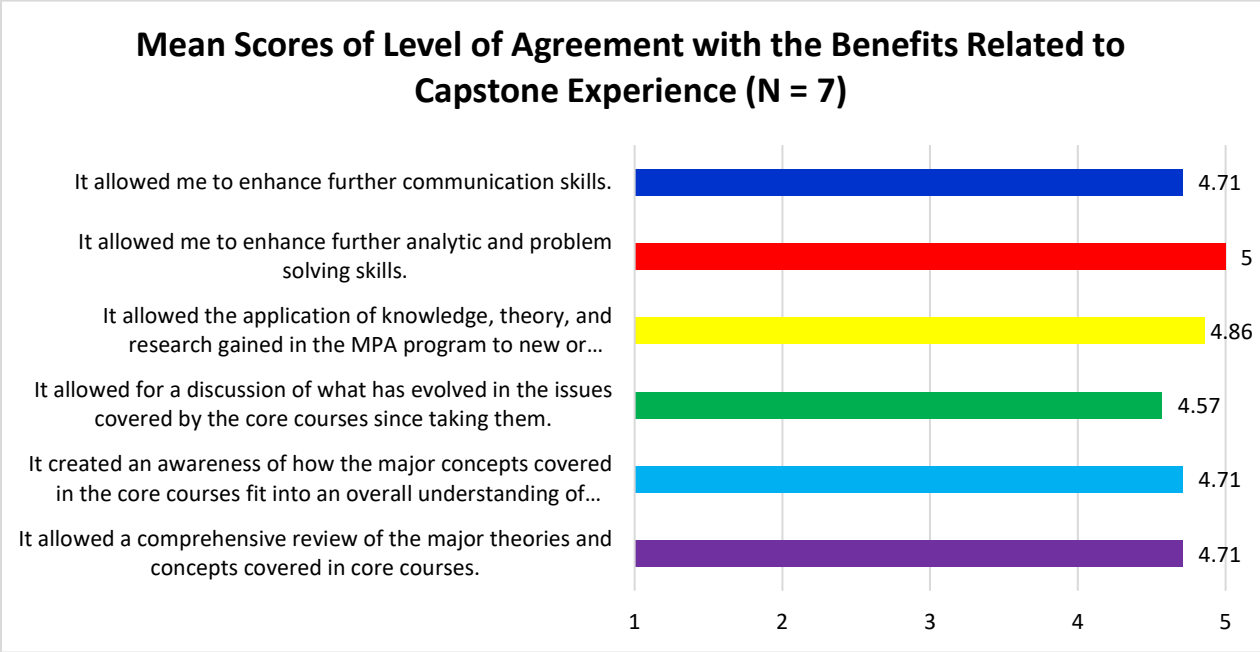 Mean Scores of Level of Agreement with the Benefits Related to
Capstone Experience (N = 7)
It allowed me to enhance further communication skills.
4.71
It allowed me to enhance further analytic and problem
solving skills.
5
It allowed the application of knowledge, theory, and
research gained in the MPA program to new or...
4.86
It allowed for a discussion of what has evolved in the issues
covered by the core courses since taking them.
4.57
It created an awareness of how the major concepts covered
in the core courses fit into an overall understanding of...
4.71
It allowed a comprehensive review of the major theories and
concepts covered in core courses.
4.71
1 2 3 4 5